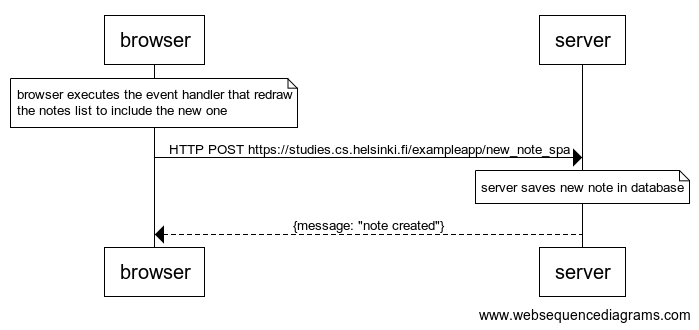 browser
server
browser executes the event handler that redraw
the notes list to include the new one
HTTP POST https://studies.cs.helsinki.fi/exampleapp/new_note_spa
server saves new note in database
{message: "note created"}
browser
server
www.websequencediagrams.com